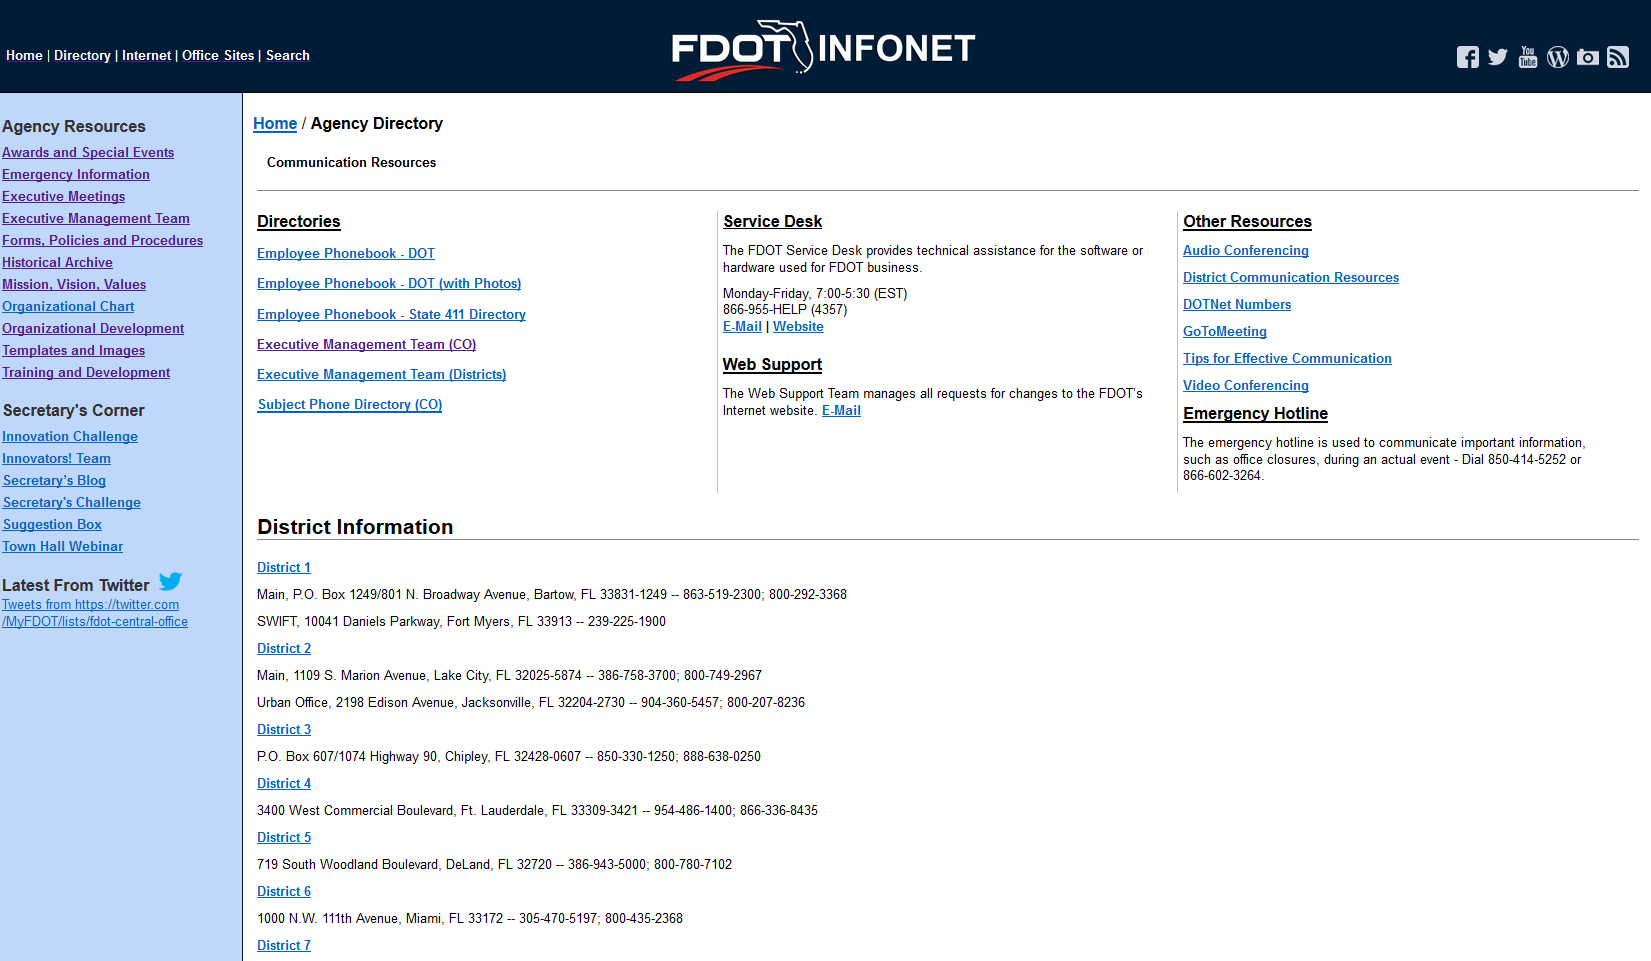 Home | Directory | Internet | Office Sites | Search
FDOT INFONET
You
Tube
Agency Resources
Awards and Special Events
Emergency Information
Executive Meetings
Executive Management Team
Forms, Policies and Procedures
Historical Archive
Mission, Vision, Values
Organizational Chart
Organizational Development
Templates and Images
Training and Development
Secretary's Corner
Innovation Challenge
Innovators! Team
Secretary's Blog
Secretary's Challenge
Suggestion Box
Town Hall Webinar
Latest From Twitter
Tweets from https://twitter.com
/MyFDOT/lists/fdot-central-office
Home / Agency Directory
Communication Resources
Directories
Employee Phonebook - DOT
Employee Phonebook - DOT (with Photos)
Employee Phonebook - State 411 Directory
Executive Management Team (CO)
Executive Management Team (Districts)
Subject Phone Directory (CO)
Service Desk
The FDOT Service Desk provides technical assistance for the software or
hardware used for FDOT business.
Monday-Friday, 7:00-5:30 (EST)
866-955-HELP (4357)
E-Mail | Website
Web Support
The Web Support Team manages all requests for changes to the FDOT's
Internet website. E-Mail
Other Resources
Audio Conferencing
District Communication Resources
DOTNet Numbers
GoToMeeting
Tips for Effective Communication
Video Conferencing
Emergency Hotline
The emergency hotline is used to communicate important information,
such as office closures, during an actual event - Dial 850-414-5252 or
866-602-3264.
District Information
District 1
Main, P.O. Box 1249/801 N. Broadway Avenue, Bartow, FL 33831-1249 -- 863-519-2300; 800-292-3368
SWIFT, 10041 Daniels Parkway, Fort Myers, FL 33913 -- 239-225-1900
District 2
Main, 1109 S. Marion Avenue, Lake City, FL 32025-5874 -- 386-758-3700; 800-749-2967
Urban Office, 2198 Edison Avenue, Jacksonville, FL 32204-2730 -- 904-360-5457; 800-207-8236
District 3
P.O. Box 607/1074 Highway 90, Chipley, FL 32428-0607 -- 850-330-1250; 888-638-0250
District 4
3400 West Commercial Boulevard, Ft. Lauderdale, FL 33309-3421 -- 954-486-1400; 866-336-8435
District 5
719 South Woodland Boulevard, DeLand, FL 32720 -- 386-943-5000; 800-780-7102
District 6
1000 N.W. 111th Avenue, Miami, FL 33172 -- 305-470-5197; 800-435-2368
District 7